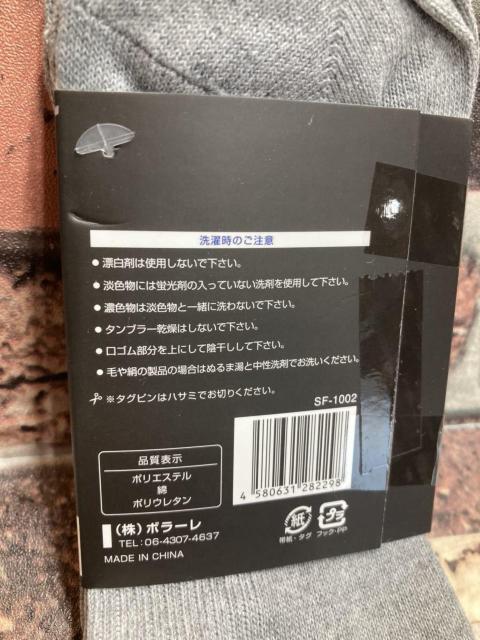 洗濯時のご注意
● 漂白剤は使用しないで下さい。
● 淡色物には蛍光剤の入っていない洗剤を使用して下さい。
● 濃色物は淡色物と一緒に洗わないで下さい。
● タンブラー乾燥はしないで下さい。
● 口ゴム部分を上にして陰干しして下さい。
● 毛や絹の製品の場合はぬるま湯と中性洗剤でお洗いください。
※タグピンはハサミでお切りください。
SF-1002
品質表示
ポリエステル
綿
ポリウレタン
4 580631 282298
(株)ポラーレ
TEL: 06-4307-4637
MADE IN CHINA
紙
プラ
帯紙・タグ
フック・PP